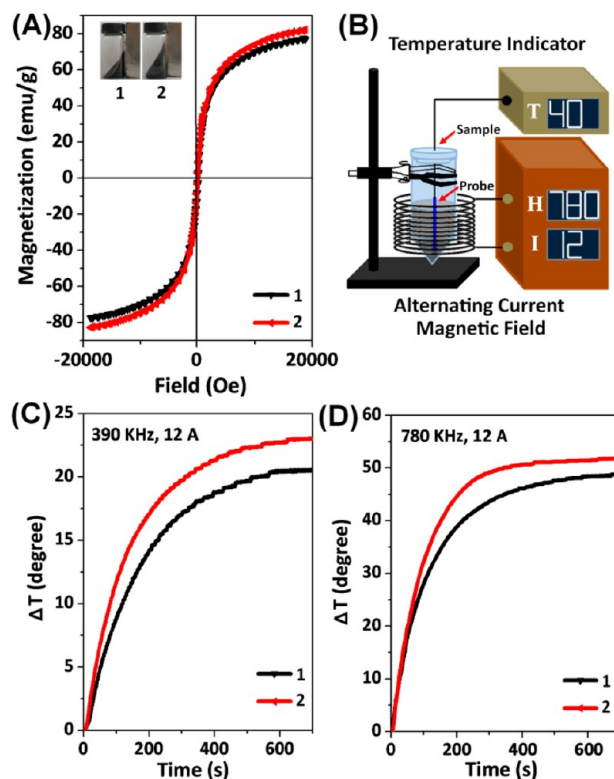 (A)
Magnetization (emu/g)
80
60
40
20
0
-20
-40
-60
-80
1 2
1
2
-20000 0 20000
Field (Oe)
(B)
Temperature Indicator
T 40
Sample
Probe
H 780
I 12
Alternating Current
Magnetic Field
(C)
390 KHz, 12 A
ΔT (degree)
25
20
15
10
5
0
1
2
0 200 400 600
Time (s)
(D)
780 KHz, 12 A
ΔT (degree)
60
50
40
30
20
10
0
1
2
0 200 400 600
Time (s)